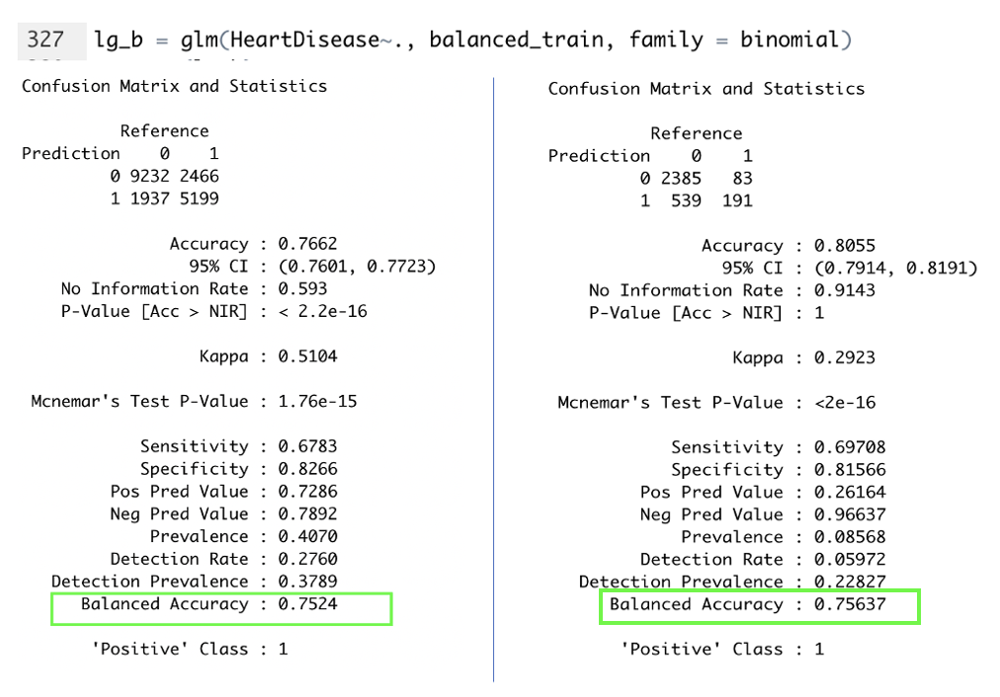 327 lg_b = glm(HeartDisease~., balanced_train, family = binomial)
Confusion Matrix and Statistics
Reference
Prediction 0 1
0 9232 2466
1 1937 5199
Accuracy : 0.7662
95% CI : (0.7601, 0.7723)
No Information Rate : 0.593
P-Value [Acc > NIR] : < 2.2e-16
Kappa : 0.5104
Mcnemar's Test P-Value : 1.76e-15
Sensitivity : 0.6783
Specificity : 0.8266
Pos Pred Value : 0.7286
Neg Pred Value : 0.7892
Prevalence : 0.4070
Detection Rate : 0.2760
Detection Prevalence : 0.3789
Balanced Accuracy : 0.7524
'Positive' Class : 1
Confusion Matrix and Statistics
Reference
Prediction 0 1
0 2385 83
1 539 191
Accuracy : 0.8055
95% CI : (0.7914, 0.8191)
No Information Rate : 0.9143
P-Value [Acc > NIR] : 1
Kappa : 0.2923
Mcnemar's Test P-Value : <2e-16
Sensitivity : 0.69708
Specificity : 0.81566
Pos Pred Value : 0.26164
Neg Pred Value : 0.96637
Prevalence : 0.08568
Detection Rate : 0.05972
Detection Prevalence : 0.22827
Balanced Accuracy : 0.75637
'Positive' Class : 1